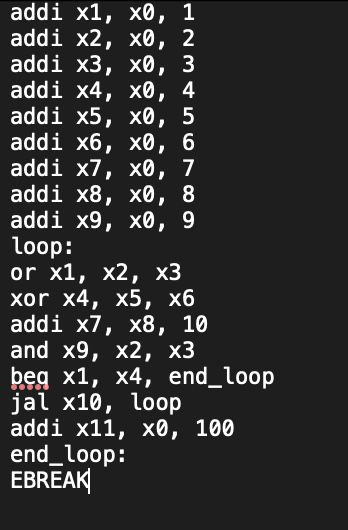 addi x1, x0, 1
addi x2, x0, 2
addi x3, x0, 3
addi x4, x0, 4
addi x5, x0, 5
addi x6, x0, 6
addi x7, x0, 7
addi x8, x0, 8
addi x9, x0, 9
loop:
or x1, x2, x3
xor x4, x5, x6
addi x7, x8, 10
and x9, x2, x3
beq x1, x4, end_loop
jal x10, loop
addi x11, x0, 100
end_loop:
EBREAK